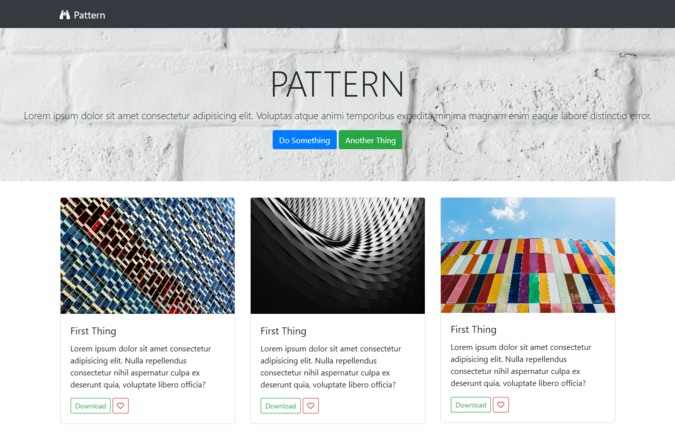 Pattern
PATTERN
Lorem ipsum dolor sit amet consectetur adipisicing elit. Voluptas atque animi temporibus expedita minima magnam enim eaque labore distinctio error.
Do Something
Another Thing
First Thing
Lorem ipsum dolor sit amet consectetur
adipisicing elit. Nulla repellendus
consectetur nihil aspernatur culpa ex
deserunt quia, voluptate libero officia?
Download
First Thing
Lorem ipsum dolor sit amet consectetur
adipisicing elit. Nulla repellendus
consectetur nihil aspernatur culpa ex
deserunt quia, voluptate libero officia?
Download
First Thing
Lorem ipsum dolor sit amet consectetur
adipisicing elit. Nulla repellendus
consectetur nihil aspernatur culpa ex
deserunt quia, voluptate libero officia?
Download